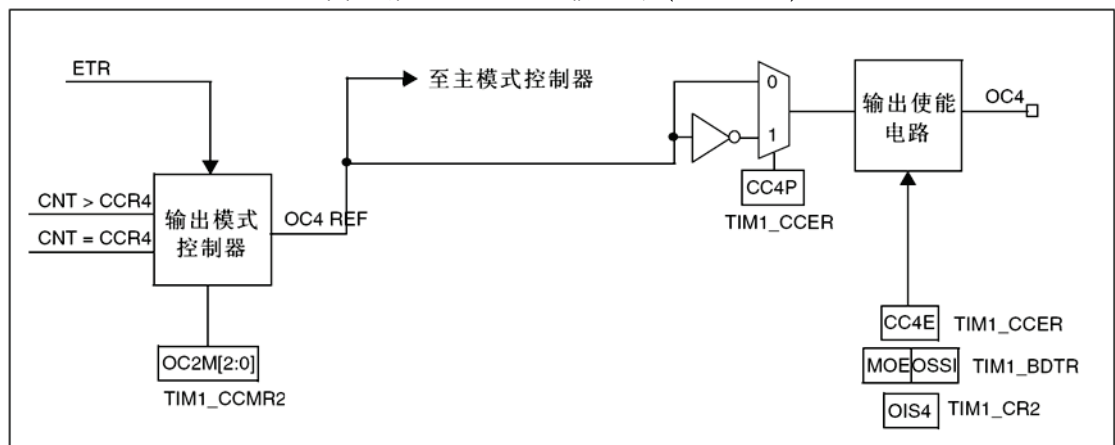 ETR
至主模式控制器
0
1
输出使能
电路
OC4
CC4P
TIM1_CCER
CNT > CCR4
CNT = CCR4
输出模式
控制器
OC4 REF
OC2M[2:0]
TIM1_CCMR2
CC4E TIM1_CCER
MOE OSSI TIM1_BDTR
OIS4 TIM1_CR2